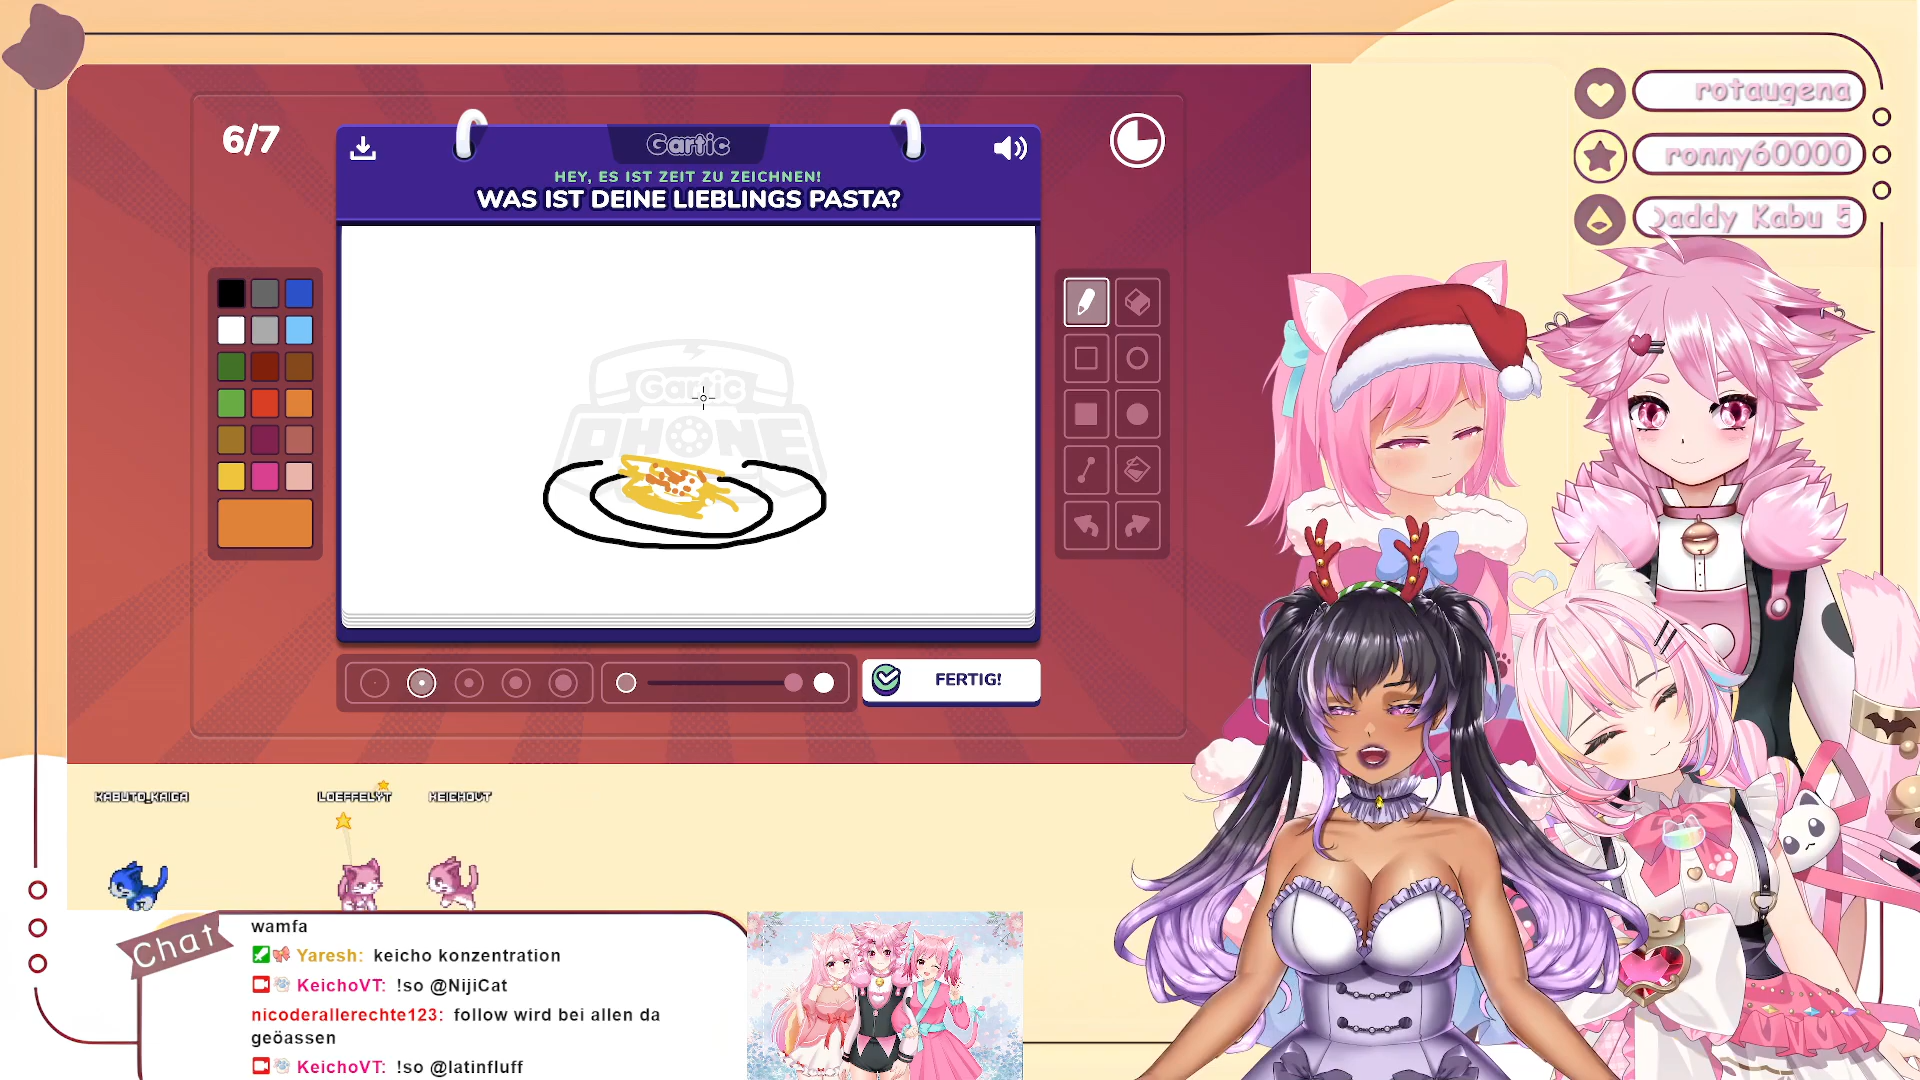 6/7
Gartic
HEY, ES IST ZEIT ZU ZEICHNEN!
WAS IST DEINE LIEBLINGS PASTA?
Gartic
PHONE
FERTIG!
rotaugena
ronny60000
Daddy Kabu 5
KABUTO_KAIGA
LOEFFELYT
KEICHOVT
Chat
wamfa
Yaresh: keicho konzentration
KeichoVT: !so @NijiCat
nicoderallerechte123: follow wird bei allen da
geöassen
KeichoVT: !so @latinfluff